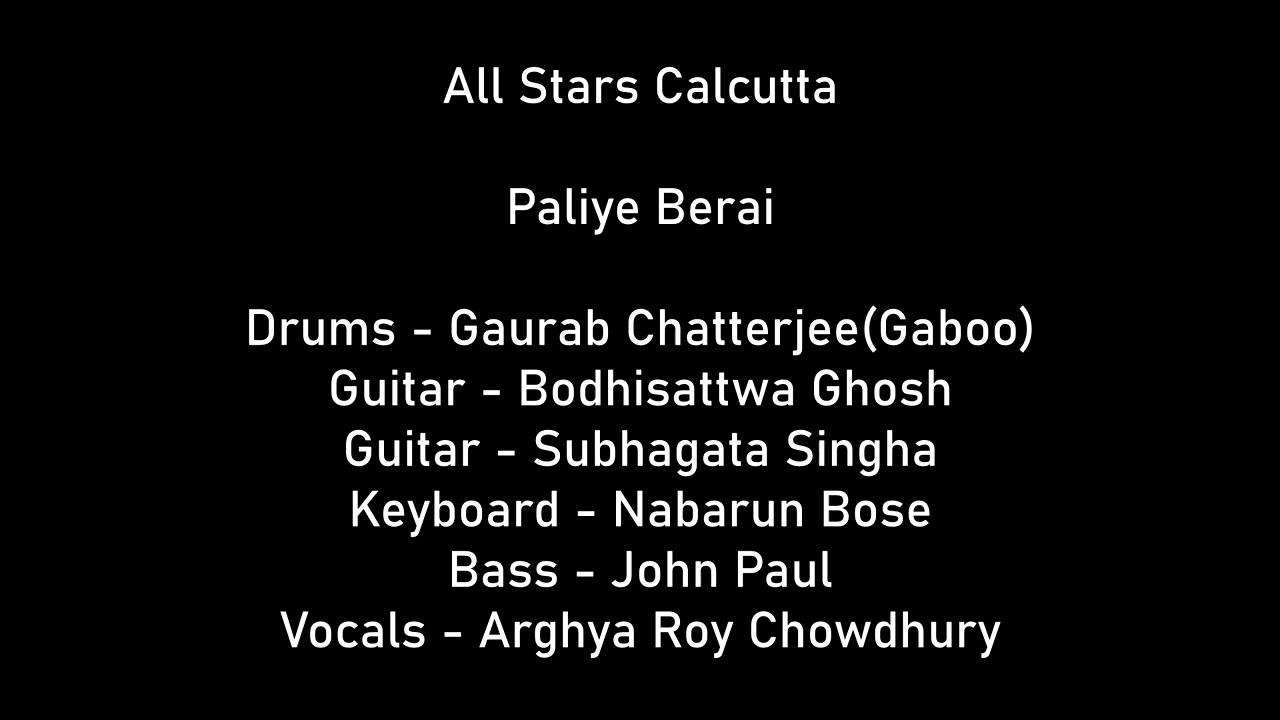 All Stars Calcutta
Paliye Berai
Drums - Gaurab Chatterjee(Gaboo)
Guitar - Bodhisattwa Ghosh
Guitar - Subhagata Singha
Keyboard - Nabarun Bose
Bass - John Paul
Vocals - Arghya Roy Chowdhury